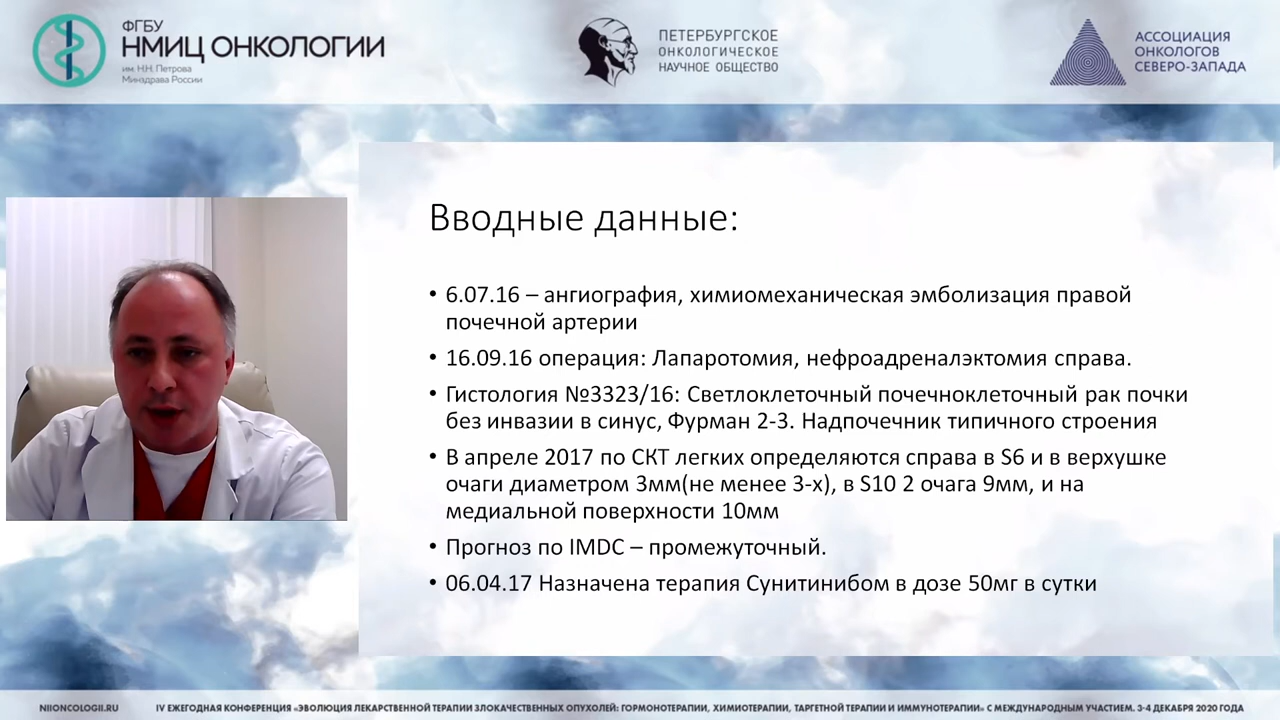 ФГБУ
НМИЦ ОНКОЛОГИИ
им. Н.Н. Петрова
Минздрава России
ПЕТЕРБУРГСКОЕ
ОНКОЛОГИЧЕСКОЕ
НАУЧНОЕ ОБЩЕСТВО
АССОЦИАЦИЯ
ОНКОЛОГОВ
СЕВЕРО-ЗАПАДА
Вводные данные:
• 6.07.16 – ангиография, химиомеханическая эмболизация правой
почечной артерии
• 16.09.16 операция: Лапаротомия, нефроадреналэктомия справа.
• Гистология №3323/16: Светлоклеточный почечноклеточный рак почки
без инвазии в синус, Фурман 2-3. Надпочечник типичного строения
• В апреле 2017 по СКТ легких определяются справа в S6 и в верхушке
очаги диаметром 3мм(не менее 3-х), в S10 2 очага 9мм, и на
медиальной поверхности 10мм
• Прогноз по IMDC – промежуточный.
• 06.04.17 Назначена терапия Сунитинибом в дозе 50мг в сутки
NIIONCOLOGII.RU
IV ЕЖЕГОДНАЯ КОНФЕРЕНЦИЯ «ЭВОЛЮЦИЯ ЛЕКАРСТВЕННОЙ ТЕРАПИИ ЗЛОКАЧЕСТВЕННЫХ ОПУХОЛЕЙ: ГОРМОНОТЕРАПИИ, ХИМИОТЕРАПИИ, ТАРГЕТНОЙ ТЕРАПИИ И ИММУНОТЕРАПИИ» С МЕЖДУНАРОДНЫМ УЧАСТИЕМ. 3-4 ДЕКАБРЯ 2020 ГОДА